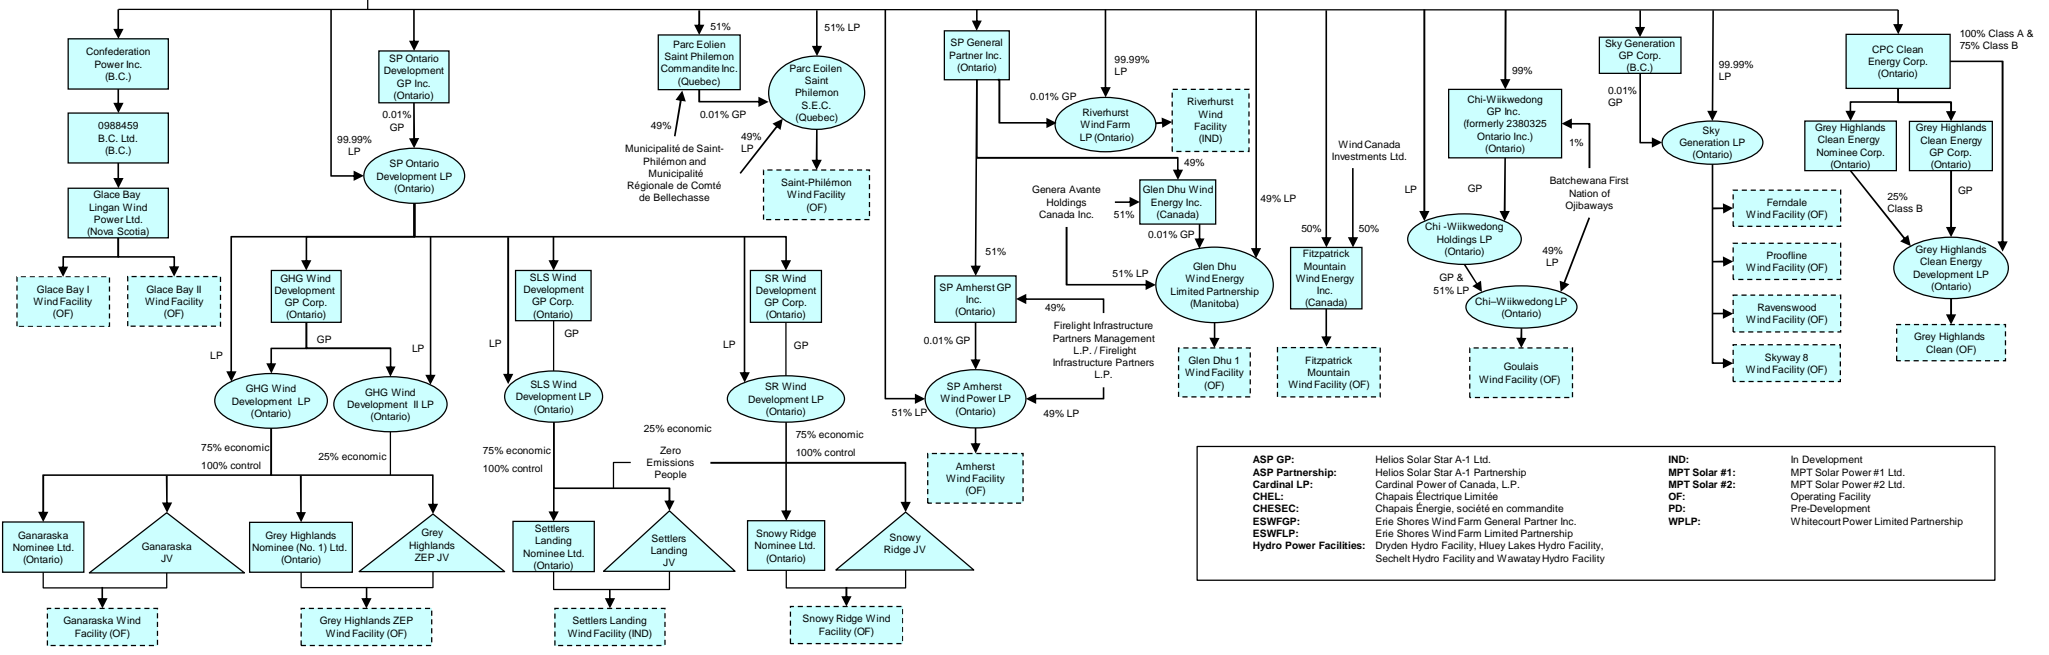 Confederation
Power Inc.
(B.C.)
0988459
B.C. Ltd.
(B.C.)
Glace Bay
Lingan Wind
Power Ltd.
(Nova Scotia)
Glace Bay I
Wind Facility
(OF)
Glace Bay II
Wind Facility
(OF)
SP Ontario
Development
GP Inc.
(Ontario)
0.01%
GP
99.99%
LP
SP Ontario
Development LP
(Ontario)
GHG Wind
Development
GP Corp.
(Ontario)
GP
LP
LP
GHG Wind
Development LP
(Ontario)
GHG Wind
Development II LP
(Ontario)
75% economic
100% control
25% economic
Ganaraska
Nominee Ltd.
(Ontario)
Ganaraska
JV
Grey Highlands
Nominee (No. 1) Ltd.
(Ontario)
Grey
Highlands
ZEP JV
Ganaraska Wind
Facility (OF)
Grey Highlands ZEP
Wind Facility (OF)
SLS Wind
Development
GP Corp.
(Ontario)
GP
LP
SLS Wind
Development LP
(Ontario)
75% economic
100% control
25% economic
Zero
Emissions
People
Settlers
Landing
Nominee Ltd.
(Ontario)
Settlers
Landing
JV
Settlers Landing
Wind Facility (IND)
SR Wind
Development
GP Corp.
(Ontario)
GP
LP
SR Wind
Development LP
(Ontario)
75% economic
100% control
Snowy Ridge
Nominee Ltd.
(Ontario)
Snowy
Ridge JV
Snowy Ridge Wind
Facility (OF)
51%
Parc Eolien
Saint Philemon
Commandite Inc.
(Quebec)
0.01% GP
49%
49%
LP
Municipalité de Saint-
Philémon and
Municipalité
Régionale de Comté
de Bellechasse
51% LP
Parc Eoilen
Saint
Philemon
S.E.C.
(Quebec)
Saint-Philémon
Wind Facility
(OF)
SP General
Partner Inc.
(Ontario)
99.99%
LP
0.01% GP
Riverhurst
Wind Farm
LP (Ontario)
Riverhurst
Wind
Facility
(IND)
49%
Genera Avante
Holdings
Canada Inc.
51%
Glen Dhu Wind
Energy Inc.
(Canada)
0.01% GP
49% LP
51% LP
Glen Dhu
Wind Energy
Limited Partnership
(Manitoba)
Glen Dhu 1
Wind Facility
(OF)
51%
SP Amherst GP
Inc.
(Ontario)
49%
Firelight Infrastructure
Partners Management
L.P. / Firelight
Infrastructure Partners
L.P.
0.01% GP
SP Amherst
Wind Power LP
(Ontario)
51% LP
49% LP
Amherst
Wind Facility
(OF)
Wind Canada
Investments Ltd.
50%
50%
Fitzpatrick
Mountain
Wind Energy
Inc.
(Canada)
Fitzpatrick
Mountain
Wind Facility (OF)
99%
Chi-Wiikwedong
GP Inc.
(formerly 2380325
Ontario Inc.)
(Ontario)
1%
Batchewana First
Nation of
Ojibaways
LP
GP
Chi -Wiikwedong
Holdings LP
(Ontario)
GP &
51% LP
49%
LP
Chi–Wiikwedong LP
(Ontario)
Goulais
Wind Facility (OF)
Sky Generation
GP Corp.
(B.C.)
0.01%
GP
99.99%
LP
Sky
Generation LP
(Ontario)
Ferndale
Wind Facility (OF)
Proofline
Wind Facility (OF)
Ravenswood
Wind Facility (OF)
Skyway 8
Wind Facility (OF)
CPC Clean
Energy Corp.
(Ontario)
100% Class A &
75% Class B
Grey Highlands
Clean Energy
Nominee Corp.
(Ontario)
Grey Highlands
Clean Energy
GP Corp.
(Ontario)
25%
Class B
GP
Grey Highlands
Clean Energy
Development LP
(Ontario)
Grey Highlands
Clean (OF)
ASP GP: Helios Solar Star A-1 Ltd.
ASP Partnership: Helios Solar Star A-1 Partnership
Cardinal LP: Cardinal Power of Canada, L.P.
CHEL: Chapais Électrique Limitée
CHESEC: Chapais Énergie, société en commandite
ESWFGP: Erie Shores Wind Farm General Partner Inc.
ESWFLP: Erie Shores Wind Farm Limited Partnership
Hydro Power Facilities: Dryden Hydro Facility, Hluey Lakes Hydro Facility,
Sechelt Hydro Facility and Wawatay Hydro Facility
IND: In Development
MPT Solar #1: MPT Solar Power #1 Ltd.
MPT Solar #2: MPT Solar Power #2 Ltd.
OF: Operating Facility
PD: Pre-Development
WPLP: Whitecourt Power Limited Partnership